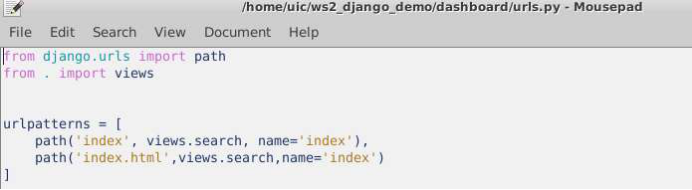 /home/uic/ws2_django_demo/dashboard/urls.py - Mousepad
File Edit Search View Document Help
from django.urls import path
from . import views
urlpatterns = [
    path('index', views.search, name='index'),
    path('index.html',views.search,name='index')
]